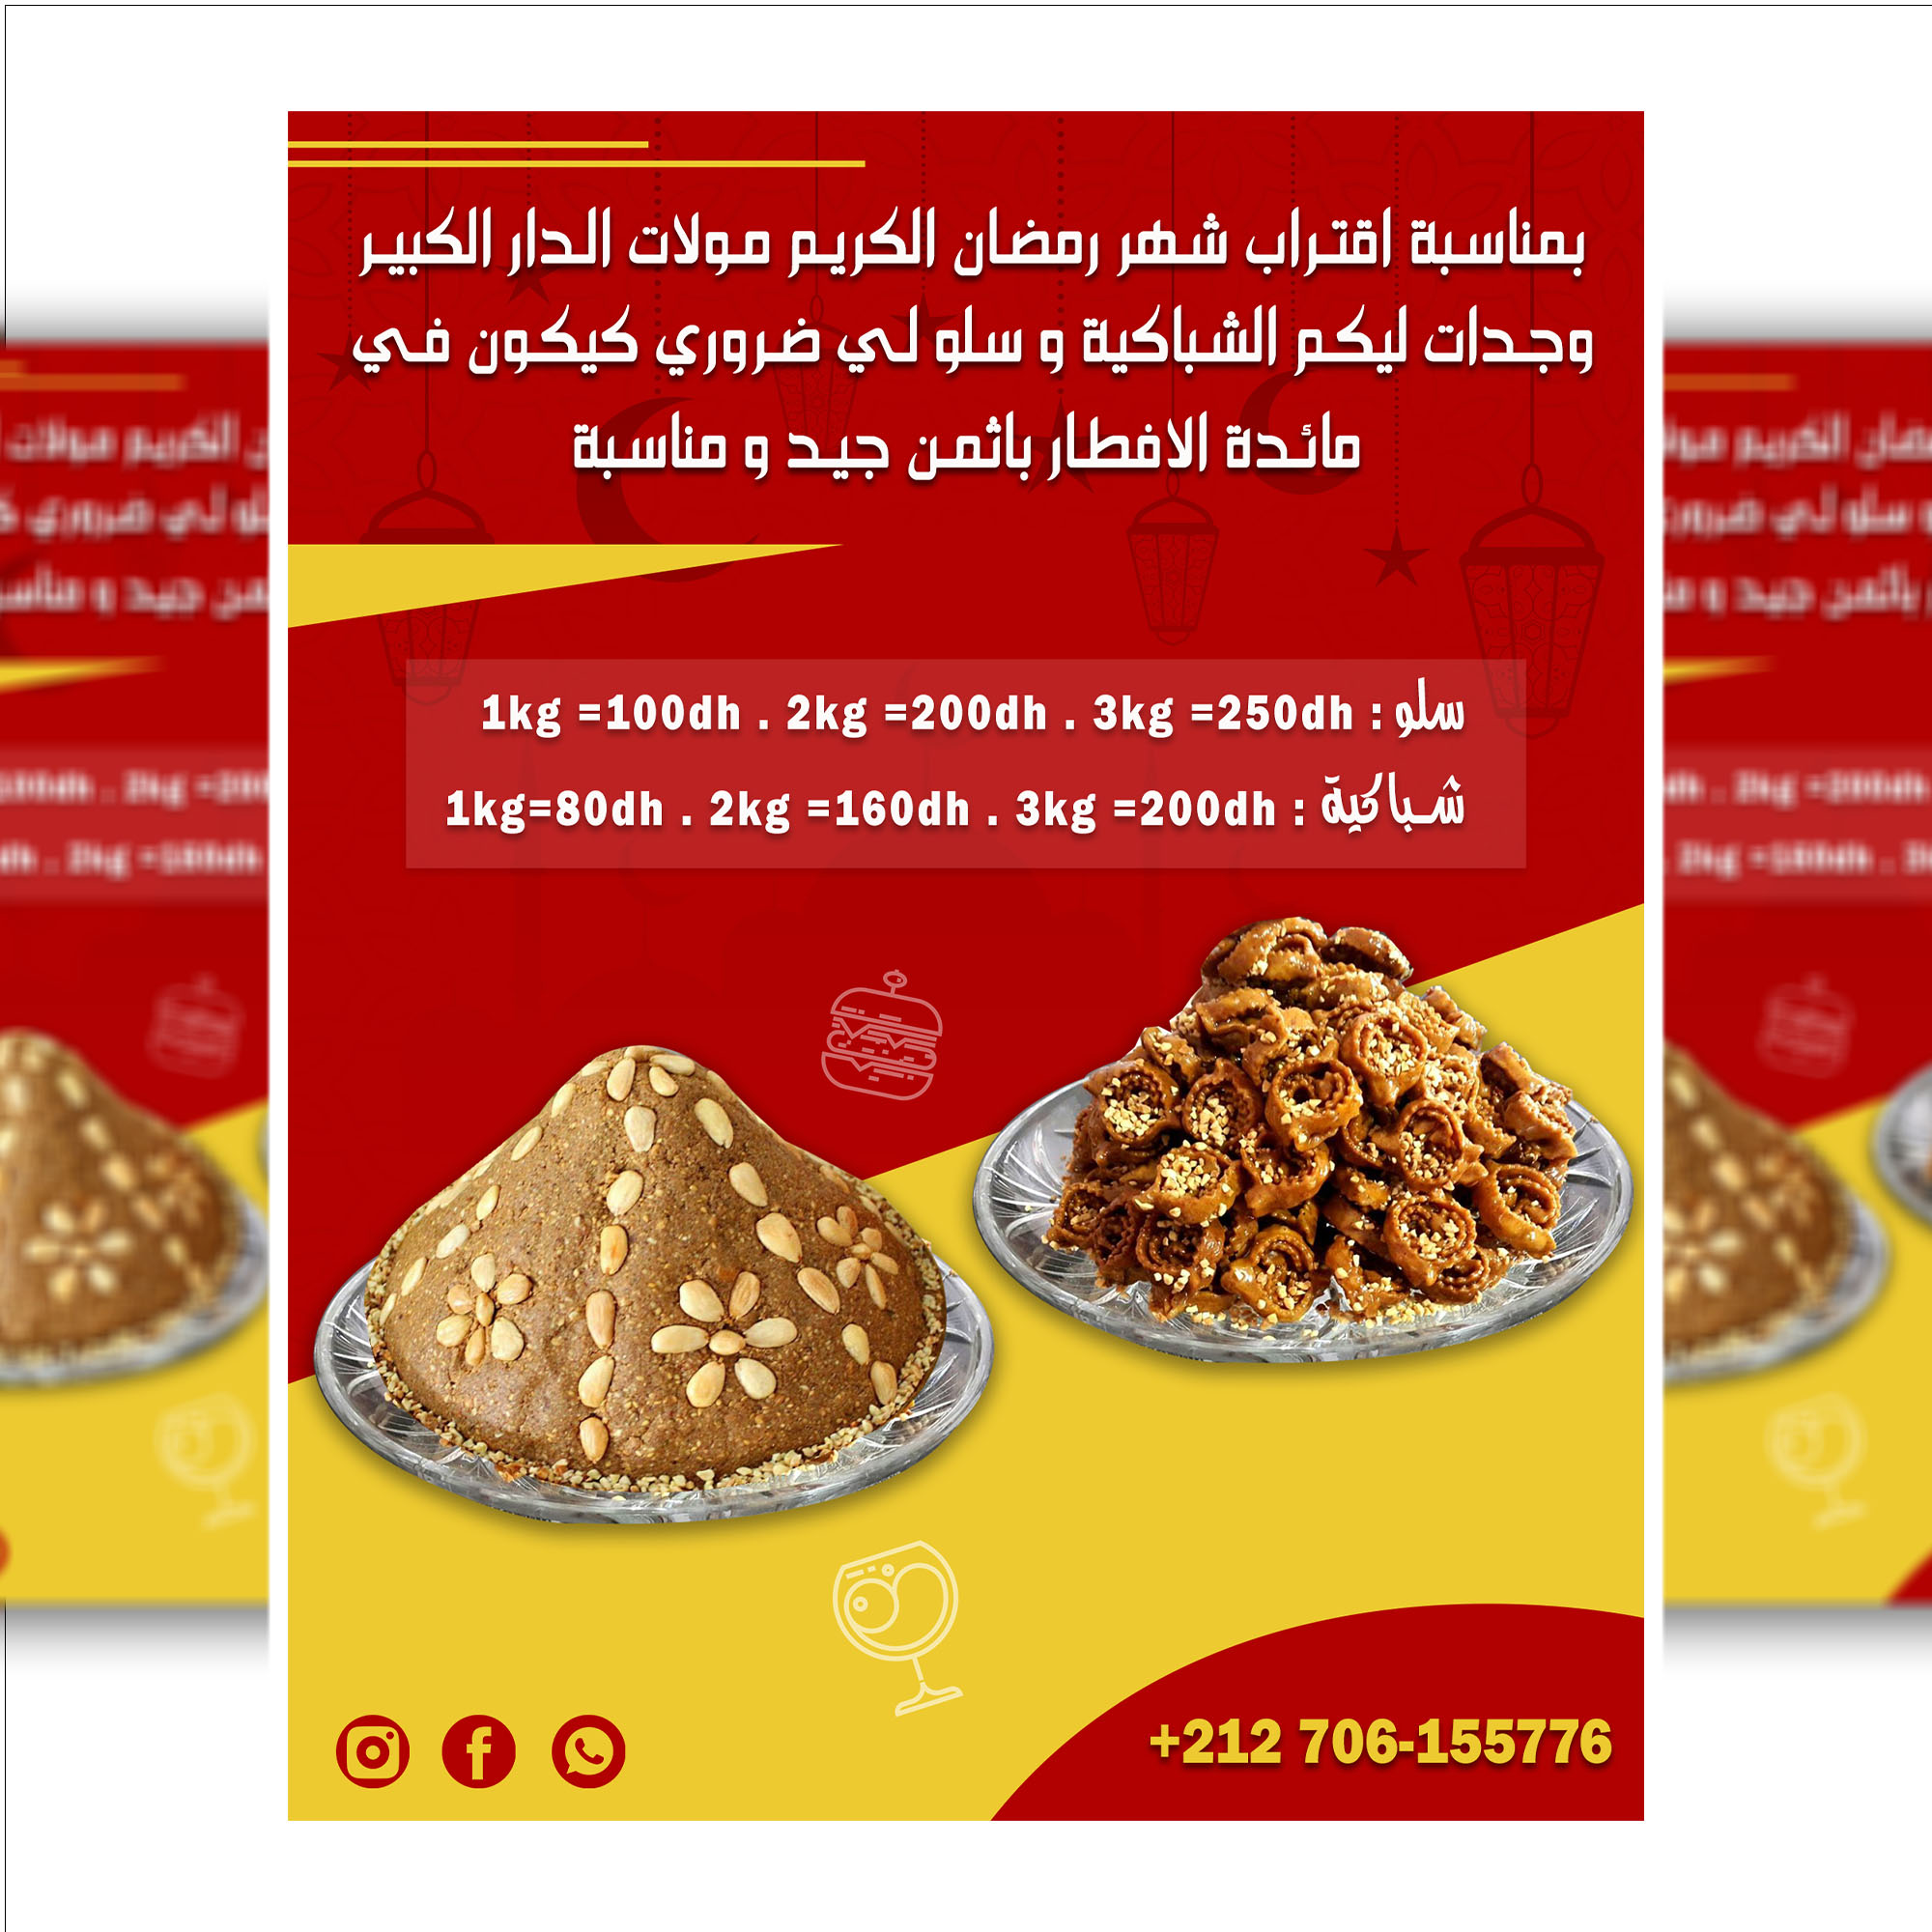 بمناسبة اقتراب شهر رمضان الكريم مولات الدار الكبير
وجدات ليكم الشباكية و سلو لي ضروري كيكون في
مائدة الافطار باثمن جيد و مناسبة
سلو : 1kg =100dh . 2kg =200dh . 3kg =250dh
شباكية : 1kg=80dh . 2kg =160dh . 3kg =200dh
+212 706-155776